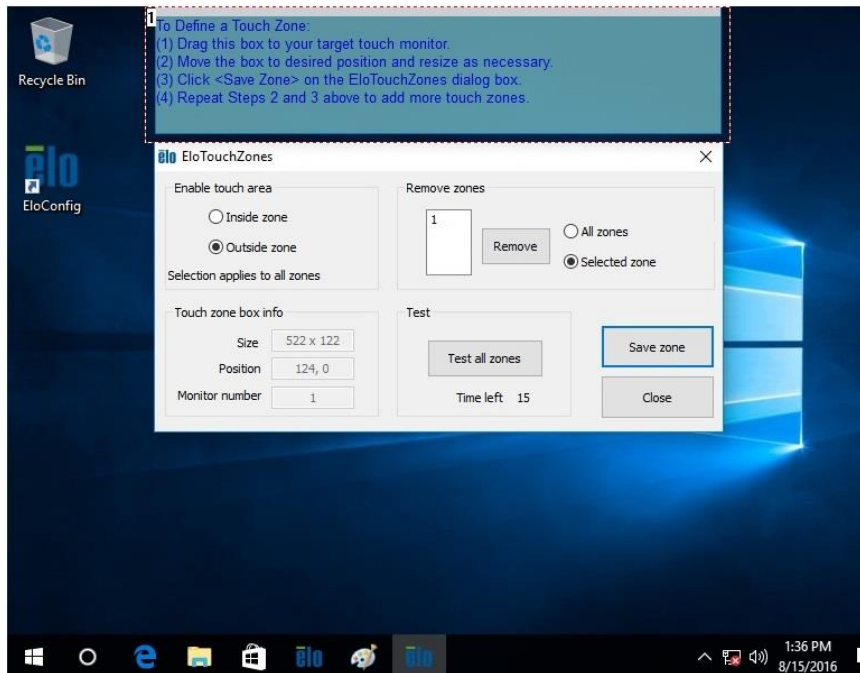 1
To Define a Touch Zone:
(1) Drag this box to your target touch monitor.
(2) Move the box to desired position and resize as necessary.
(3) Click <Save Zone> on the EloTouchZones dialog box.
(4) Repeat Steps 2 and 3 above to add more touch zones.
Recycle Bin
elo
EloConfig
elo EloTouchZones
Enable touch area
Inside zone
Outside zone
Selection applies to all zones
Remove zones
1
Remove
All zones
Selected zone
Touch zone box info
Size 522 x 122
Position 124, 0
Monitor number 1
Test
Test all zones
Time left 15
Save zone
Close
elo
elo
1:36 PM
8/15/2016